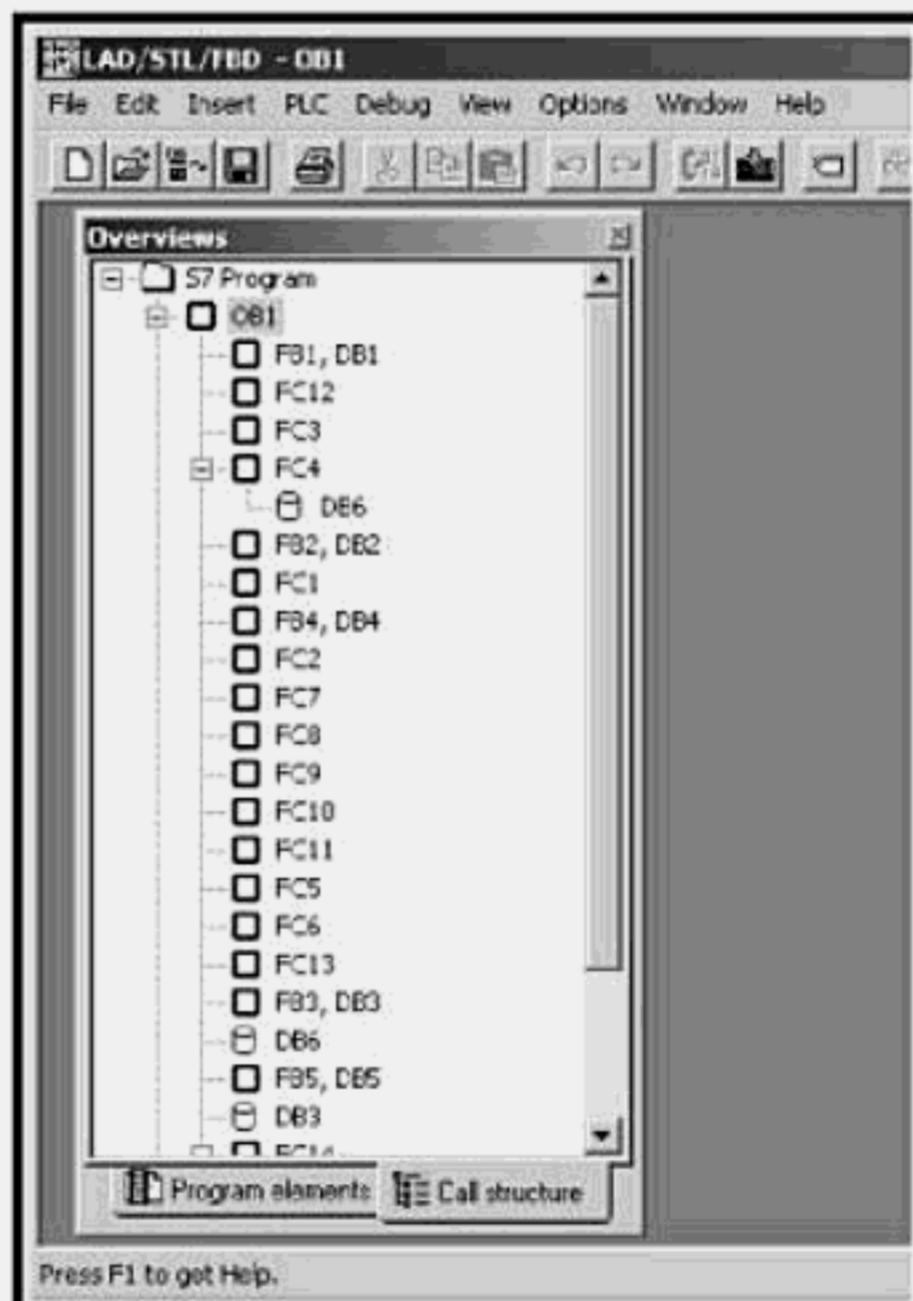 LAD/STL/FBD - OB1
File Edit Insert PLC Debug View Options Window Help
Overviews
S7 Program
OB1
FB1, DB1
FC12
FC3
FC4
DB6
FB2, DB2
FC1
FB4, DB4
FC2
FC7
FC8
FC9
FC10
FC11
FC5
FC6
FC13
FB3, DB3
DB6
FB5, DB5
DB3
FC14
Program elements Call structure
Press F1 to get Help.